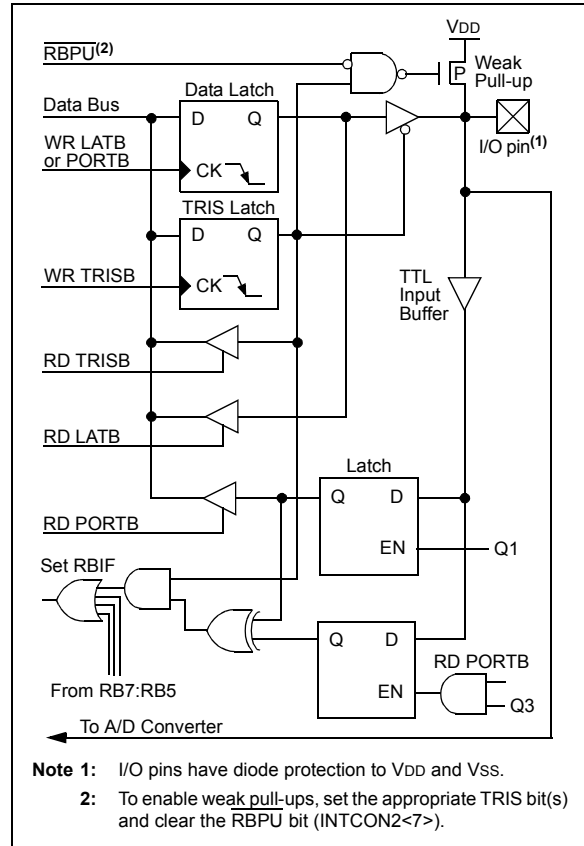 VDD
RBPU(2)
Weak
Pull-up
P
Data Latch
Data Bus
D Q
I/O pin(1)
WR LATB
or PORTB
CK
TRIS Latch
D Q
WR TRISB
CK
TTL
Input
Buffer
RD TRISB
RD LATB
Latch
Q D
RD PORTB
EN
Q1
Set RBIF
Q D
RD PORTB
EN
Q3
From RB7:RB5
To A/D Converter
Note 1: I/O pins have diode protection to VDD and VSS.
2: To enable weak pull-ups, set the appropriate TRIS bit(s)
and clear the RBPU bit (INTCON2<7>).